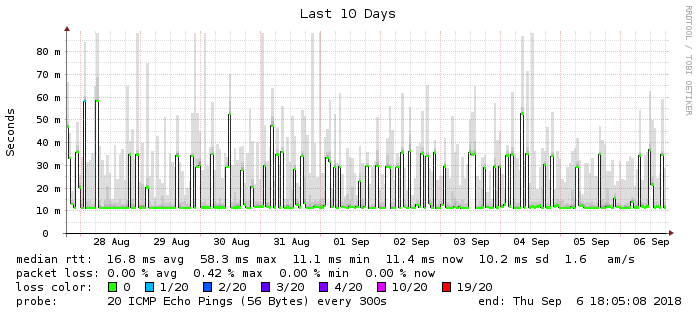 Last 10 Days
RRDTOOL / TOBI OETIKER
Seconds
80 m
70 m
60 m
50 m
40 m
30 m
20 m
10 m
0
28 Aug 29 Aug 30 Aug 31 Aug 01 Sep 02 Sep 03 Sep 04 Sep 05 Sep 06 Sep
median rtt: 16.8 ms avg 58.3 ms max 11.1 ms min 11.4 ms now 10.2 ms sd 1.6 am/s
packet loss: 0.00 % avg 0.42 % max 0.00 % min 0.00 % now
loss color: 0 1/20 2/20 3/20 4/20 10/20 19/20
probe: 20 ICMP Echo Pings (56 Bytes) every 300s end: Thu Sep 6 18:05:08 2018